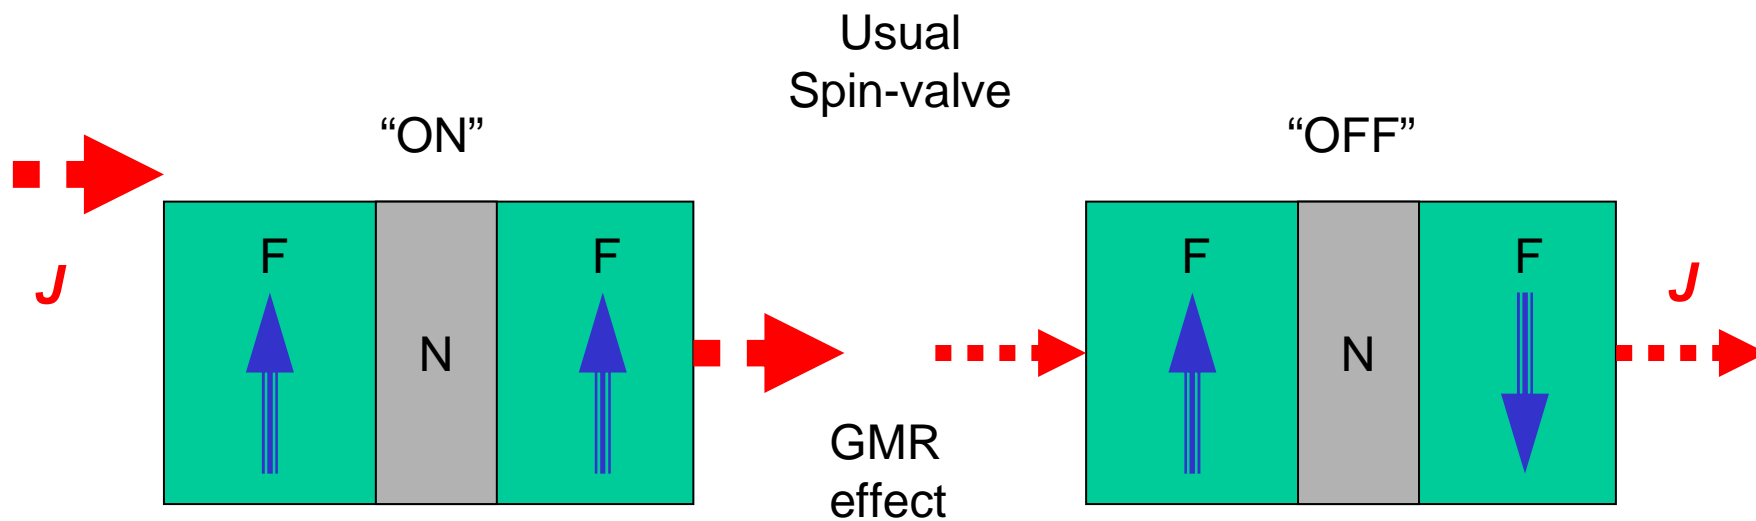 Usual
Spin-valve
“ON”
“OFF”
F
F
F
F
J
J
N
N
GMR
effect